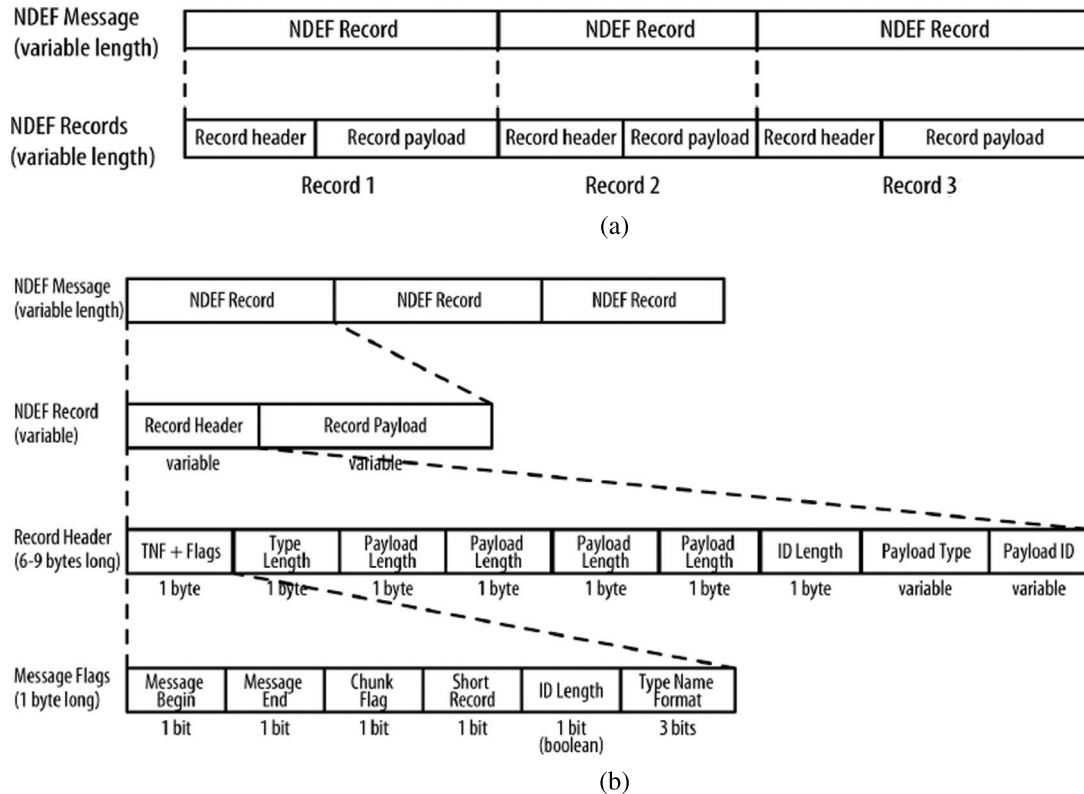 NDEF Message
(variable length)
NDEF Record NDEF Record NDEF Record
NDEF Records
(variable length)
Record header Record payload Record header Record payload Record header Record payload
Record 1 Record 2 Record 3
(a)
NDEF Message
(variable length)
NDEF Record NDEF Record NDEF Record
NDEF Record
(variable)
Record Header Record Payload
variable variable
Record Header
(6-9 bytes long)
TNF + Flags Type Length Payload Length Payload Length Payload Length Payload Length ID Length Payload Type Payload ID
1 byte 1 byte 1 byte 1 byte 1 byte 1 byte 1 byte variable variable
Message Flags
(1 byte long)
Message Begin Message End Chunk Flag Short Record ID Length Type Name Format
1 bit 1 bit 1 bit 1 bit 1 bit (boolean) 3 bits
(b)